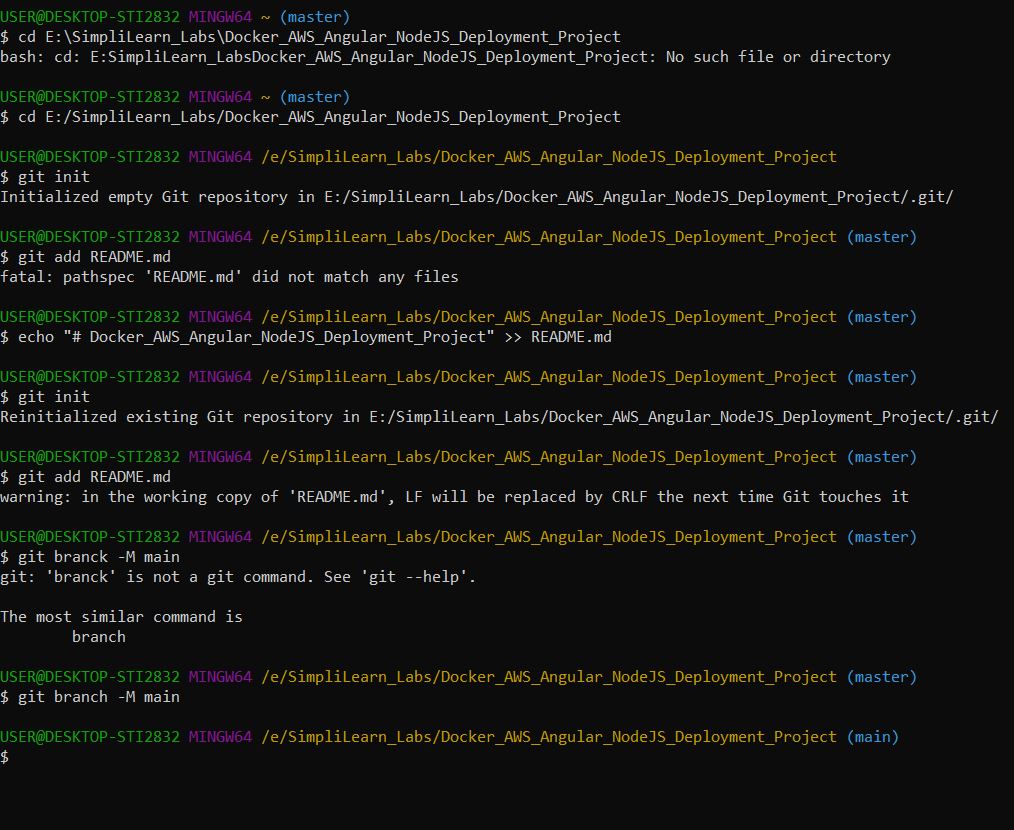 USER@DESKTOP-STI2832 MINGW64 ~ (master)
$ cd E:\SimpliLearn_Labs\Docker_AWS_Angular_NodeJS_Deployment_Project
bash: cd: E:SimpliLearn_LabsDocker_AWS_Angular_NodeJS_Deployment_Project: No such file or directory
USER@DESKTOP-STI2832 MINGW64 ~ (master)
$ cd E:/SimpliLearn_Labs/Docker_AWS_Angular_NodeJS_Deployment_Project
USER@DESKTOP-STI2832 MINGW64 /e/SimpliLearn_Labs/Docker_AWS_Angular_NodeJS_Deployment_Project
$ git init
Initialized empty Git repository in E:/SimpliLearn_Labs/Docker_AWS_Angular_NodeJS_Deployment_Project/.git/
USER@DESKTOP-STI2832 MINGW64 /e/SimpliLearn_Labs/Docker_AWS_Angular_NodeJS_Deployment_Project (master)
$ git add README.md
fatal: pathspec 'README.md' did not match any files
USER@DESKTOP-STI2832 MINGW64 /e/SimpliLearn_Labs/Docker_AWS_Angular_NodeJS_Deployment_Project (master)
$ echo "# Docker_AWS_Angular_NodeJS_Deployment_Project" >> README.md
USER@DESKTOP-STI2832 MINGW64 /e/SimpliLearn_Labs/Docker_AWS_Angular_NodeJS_Deployment_Project (master)
$ git init
Reinitialized existing Git repository in E:/SimpliLearn_Labs/Docker_AWS_Angular_NodeJS_Deployment_Project/.git/
USER@DESKTOP-STI2832 MINGW64 /e/SimpliLearn_Labs/Docker_AWS_Angular_NodeJS_Deployment_Project (master)
$ git add README.md
warning: in the working copy of 'README.md', LF will be replaced by CRLF the next time Git touches it
USER@DESKTOP-STI2832 MINGW64 /e/SimpliLearn_Labs/Docker_AWS_Angular_NodeJS_Deployment_Project (master)
$ git branck -M main
git: 'branck' is not a git command. See 'git --help'.
The most similar command is
        branch
USER@DESKTOP-STI2832 MINGW64 /e/SimpliLearn_Labs/Docker_AWS_Angular_NodeJS_Deployment_Project (master)
$ git branch -M main
USER@DESKTOP-STI2832 MINGW64 /e/SimpliLearn_Labs/Docker_AWS_Angular_NodeJS_Deployment_Project (main)
$